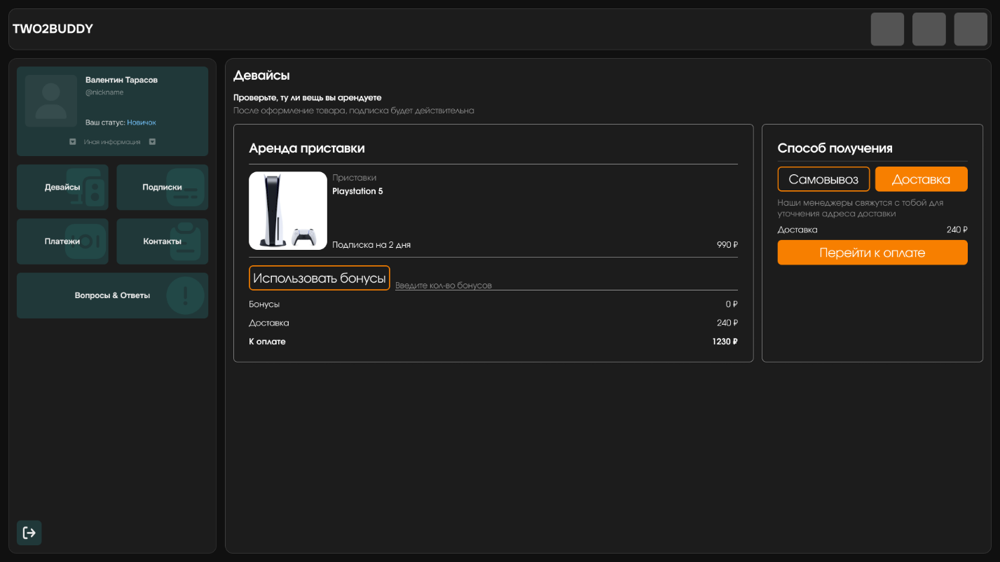 TWO2BUDDY
Валентин Тарасов
@nickname
Ваш статус: Новичок
Иная информация
Девайсы
Подписки
Платежи
Контакты
Вопросы & Ответы
Девайсы
Проверьте, ту ли вещь вы арендуете
После оформление товара, подписка будет действительна
Аренда приставки
Приставки
Playstation 5
Подписка на 2 дня
990 ₽
Использовать бонусы
Введите кол-во бонусов
Бонусы
0 ₽
Доставка
240 ₽
К оплате
1230 ₽
Способ получения
Самовывоз
Доставка
Наши менеджеры свяжутся с тобой для
уточнения адреса доставки
Доставка
240 ₽
Перейти к оплате